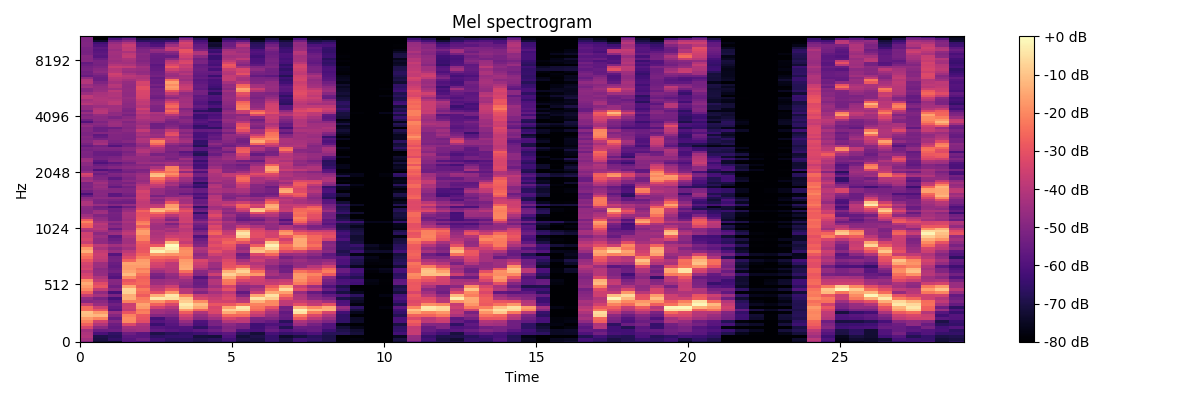 Mel spectrogram
8192
4096
2048
1024
512
0
Hz
0 5 10 15 20 25
Time
+0 dB
-10 dB
-20 dB
-30 dB
-40 dB
-50 dB
-60 dB
-70 dB
-80 dB